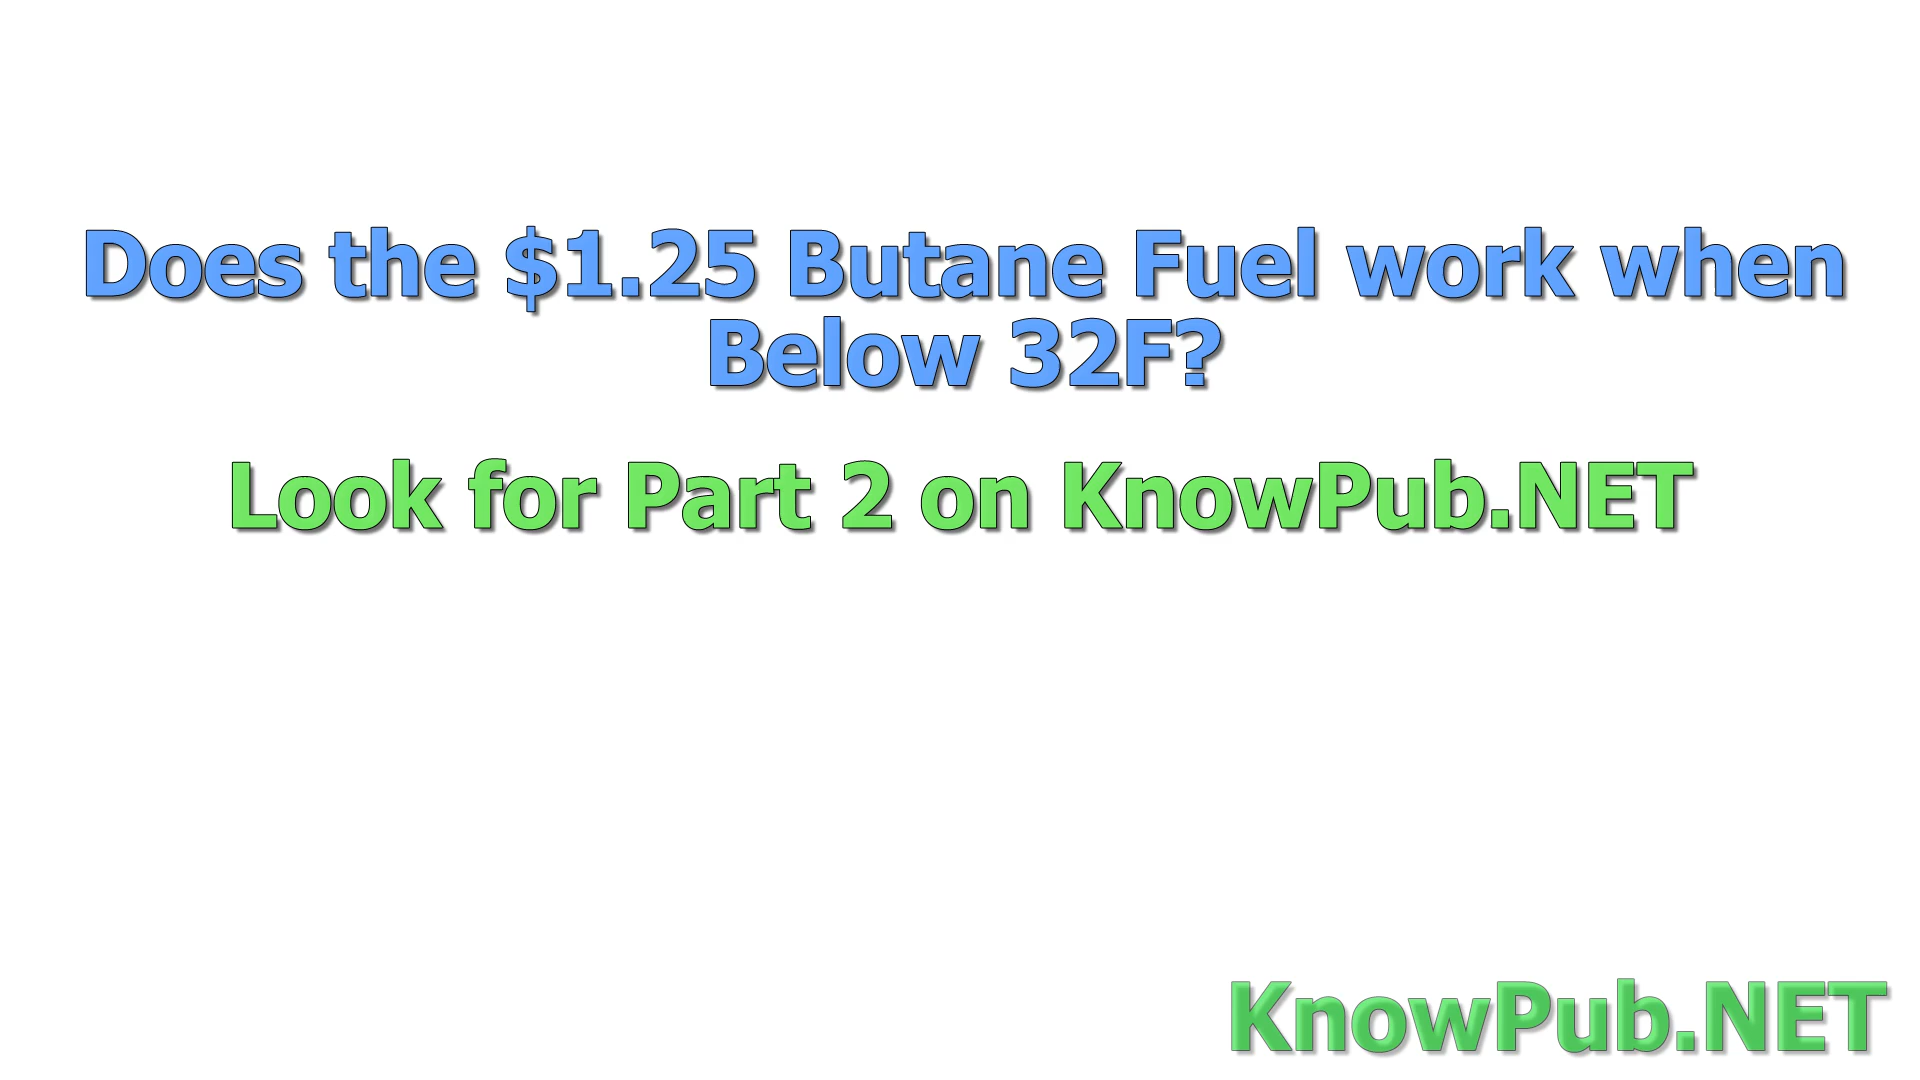 Does the $1.25 Butane Fuel work when
Below 32F?
Look for Part 2 on KnowPub.NET
KnowPub.NET